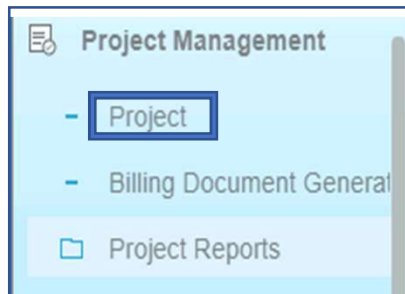 Project Management
Project
Billing Document Generat
Project Reports